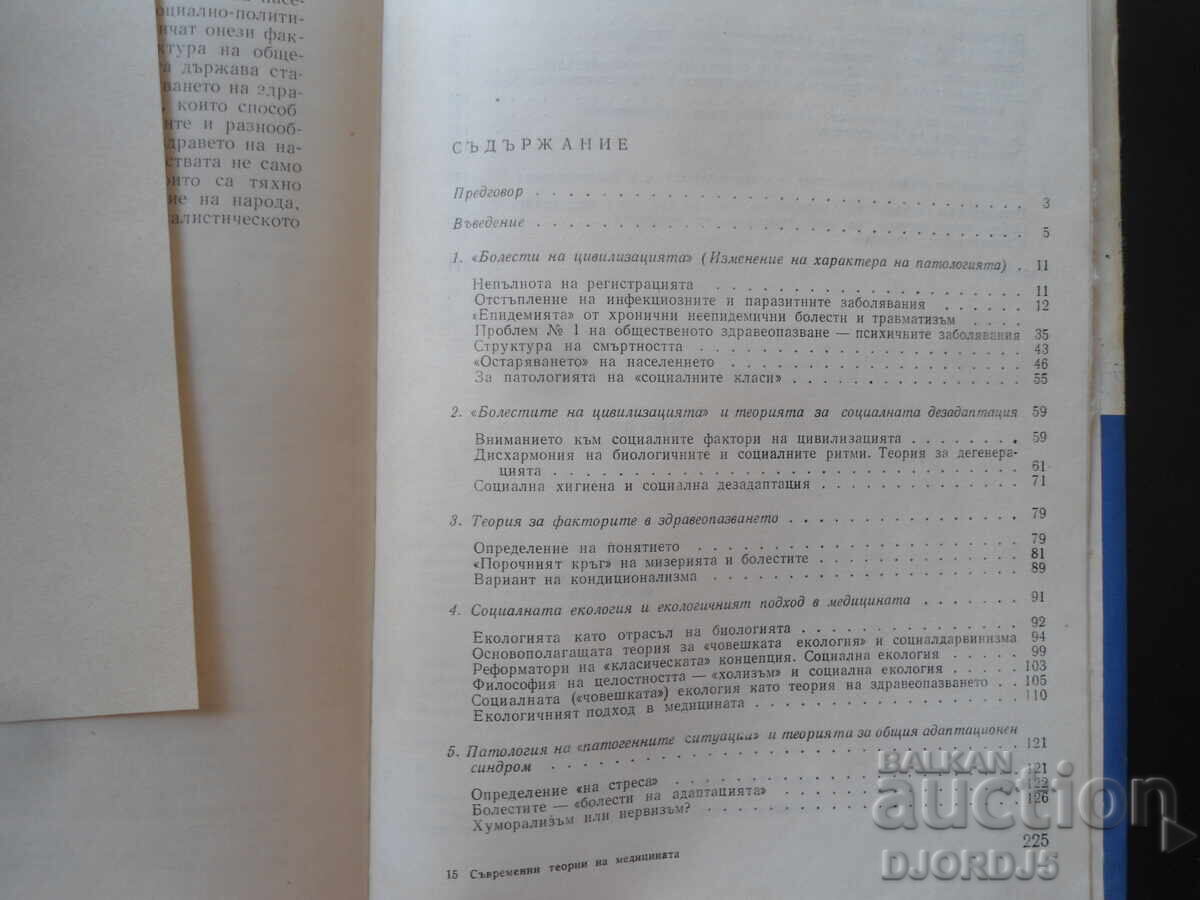 оциално-полити-
ичат онези фак-
ктура на обще-
а държава ста-
ването на здра-
, които способ
ите и разнооб-
дравето на на-
ствата не само
оито са тяхно
ие на народа,
алистическото
СЪДЪРЖАНИЕ
Предговор . . . 3
Въведение . . . 5
1. «Болести на цивилизацията» (Изменение на характера на патологията) . 11
Непълнота на регистрацията . . . 11
Отстъпление на инфекциозните и паразитните заболявания . . . 12
«Епидемията» от хронични неепидемични болести и травматизъм . . .
Проблем № 1 на общественото здравеопазване — психичните заболявания 35
Структура на смъртността . . . 43
«Остаряването» на населението . . . 46
За патологията на «социалните класи» . . . 55
2. «Болестите на цивилизацията» и теорията за социалната дезадаптация 59
Вниманието към социалните фактори на цивилизацията . . . 59
Дисхармония на биологичните и социалните ритми. Теория за дегенера-
цията . . . 61
Социална хигиена и социална дезадаптация . . . 71
3. Теория за факторите в здравеопазването . . . 79
Определение на понятието . . . 79
«Порочният кръг» на мизерията и болестите . . . 81
Вариант на кондиционализма . . . 89
4. Социалната екология и екологичният подход в медицината . . . 91
Екологията като отрасъл на биологията . . . 92
Основополагащата теория за «човешката екология» и социалдарвинизма 94
Реформатори на «класическата» концепция. Социална екология . . . 99
Философия на целостността — «холизъм» и социална екология . . . 103
Социалната («човешката») екология като теория на здравеопазването . . 105
Екологичният подход в медицината . . . 110
5. Патология на «патогенните ситуации» и теорията за общия адаптационен
синдром . . . 121
Определение «на стреса» . . . 121
Болестите — «болести на адаптацията» . . . 122
Хуморализъм или нервизъм? . . . 126
225
15 Съвременни теории на медицината
BALKAN
auction
DJORDJ5